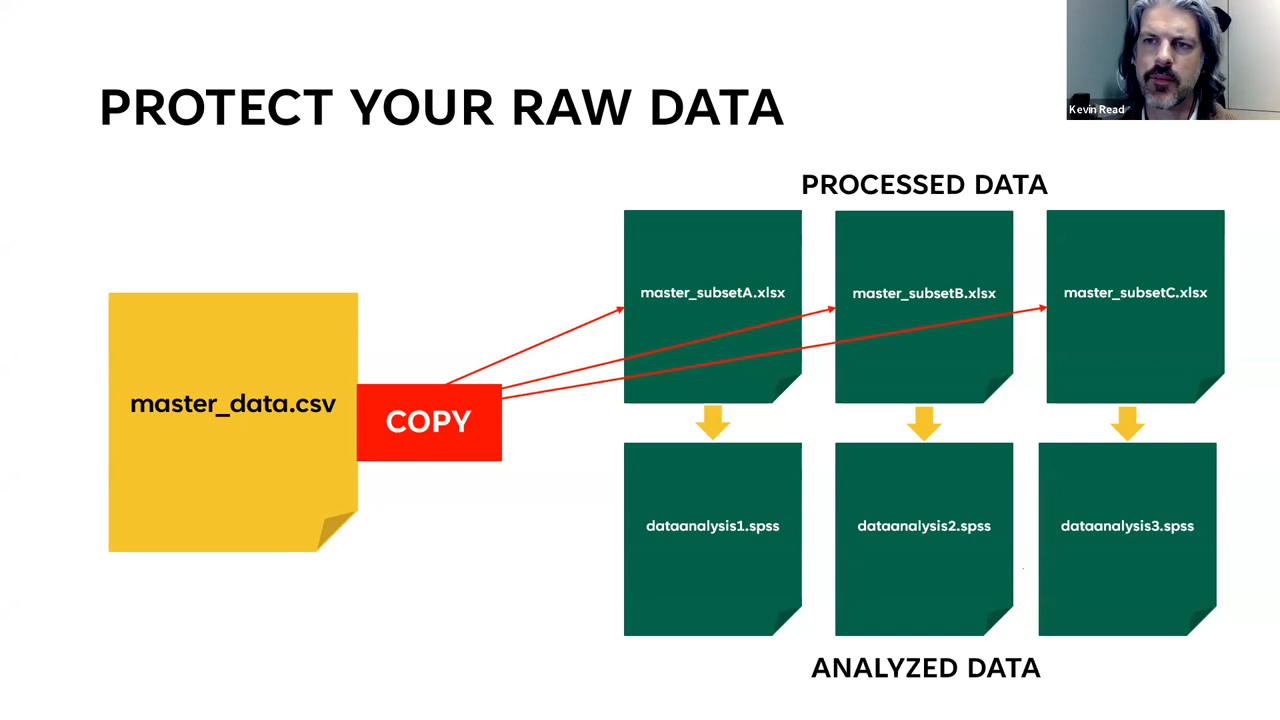 PROTECT YOUR RAW DATA
Kevin Read
PROCESSED DATA
master_subsetA.xlsx
master_subsetB.xlsx
master_subsetC.xlsx
master_data.csv
COPY
dataanalysis1.spss
dataanalysis2.spss
dataanalysis3.spss
ANALYZED DATA